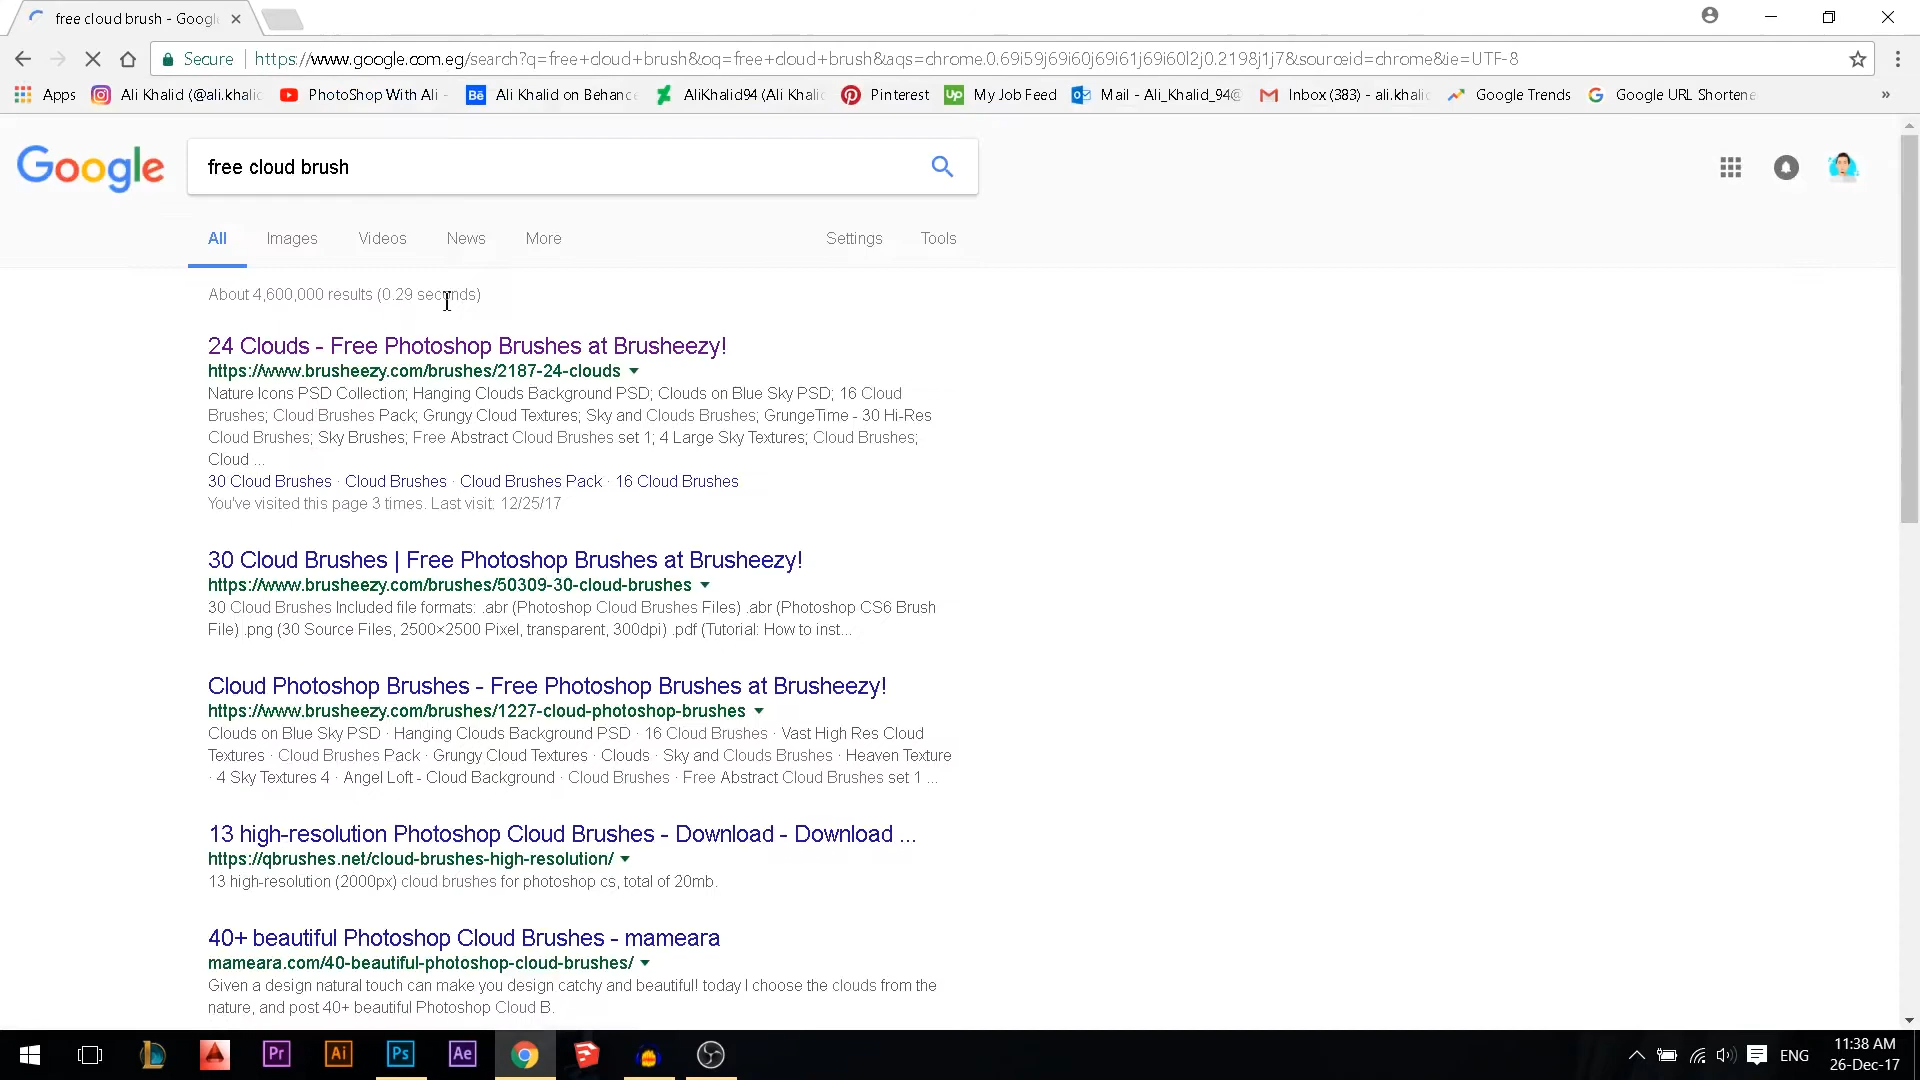 free cloud brush - Googl
Secure
https://www.google.com.eg/search?q=free+cloud+brush&oq=free+cloud+brush&aqs=chrome.0.69i59j69i60j69i61j69i60l2j0.2198j1j7&sourceid=chrome&ie=UTF-8
Apps Ali Khalid (@ali.khalid PhotoShop With Ali - Bē Ali Khalid on Behance AliKhalid94 (Ali Khalid Pinterest Up My Job Feed Mail - Ali_Khalid_94@ Inbox (383) - ali.khalid Google Trends Google URL Shortene »
Google
free cloud brush
All Images Videos News More Settings Tools
About 4,600,000 results (0.29 seconds)
24 Clouds - Free Photoshop Brushes at Brusheezy!
https://www.brusheezy.com/brushes/2187-24-clouds
Nature Icons PSD Collection; Hanging Clouds Background PSD; Clouds on Blue Sky PSD; 16 Cloud
Brushes; Cloud Brushes Pack; Grungy Cloud Textures; Sky and Clouds Brushes; GrungeTime - 30 Hi-Res
Cloud Brushes; Sky Brushes; Free Abstract Cloud Brushes set 1; 4 Large Sky Textures; Cloud Brushes;
Cloud ...
30 Cloud Brushes · Cloud Brushes · Cloud Brushes Pack · 16 Cloud Brushes
You've visited this page 3 times. Last visit: 12/25/17
30 Cloud Brushes | Free Photoshop Brushes at Brusheezy!
https://www.brusheezy.com/brushes/50309-30-cloud-brushes
30 Cloud Brushes Included file formats: .abr (Photoshop Cloud Brushes Files) .abr (Photoshop CS6 Brush
File) .png (30 Source Files, 2500×2500 Pixel, transparent, 300dpi) .pdf (Tutorial: How to inst...
Cloud Photoshop Brushes - Free Photoshop Brushes at Brusheezy!
https://www.brusheezy.com/brushes/1227-cloud-photoshop-brushes
Clouds on Blue Sky PSD · Hanging Clouds Background PSD · 16 Cloud Brushes · Vast High Res Cloud
Textures · Cloud Brushes Pack · Grungy Cloud Textures · Clouds · Sky and Clouds Brushes · Heaven Texture
· 4 Sky Textures 4 · Angel Loft - Cloud Background · Cloud Brushes · Free Abstract Cloud Brushes set 1 ...
13 high-resolution Photoshop Cloud Brushes - Download - Download ...
https://qbrushes.net/cloud-brushes-high-resolution/
13 high-resolution (2000px) cloud brushes for photoshop cs, total of 20mb.
40+ beautiful Photoshop Cloud Brushes - mameara
mameara.com/40-beautiful-photoshop-cloud-brushes/
Given a design natural touch can make you design catchy and beautiful! today I choose the clouds from the
nature, and post 40+ beautiful Photoshop Cloud B.
Pr Ai Ps Ae ENG
11:38 AM
26-Dec-17